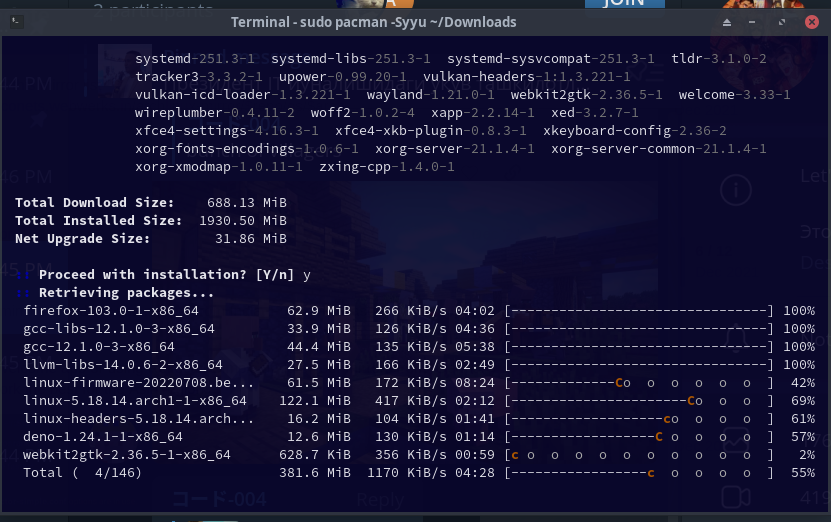 2 participants
JOIN
Terminal - sudo pacman -Syyu ~/Downloads
systemd-251.3-1  systemd-libs-251.3-1  systemd-sysvcompat-251.3-1  tldr-3.1.0-2
tracker3-3.3.2-1  upower-0.99.20-1  vulkan-headers-1:1.3.221-1
vulkan-icd-loader-1.3.221-1  wayland-1.21.0-1  webkit2gtk-2.36.5-1  welcome-3.33-1
wireplumber-0.4.11-2  woff2-1.0.2-4  xapp-2.2.14-1  xed-3.2.7-1
xfce4-settings-4.16.3-1  xfce4-xkb-plugin-0.8.3-1  xkeyboard-config-2.36-2
xorg-fonts-encodings-1.0.6-1  xorg-server-21.1.4-1  xorg-server-common-21.1.4-1
xorg-xmodmap-1.0.11-1  zxing-cpp-1.4.0-1
Total Download Size:    688.13 MiB
Total Installed Size:  1930.50 MiB
Net Upgrade Size:        31.86 MiB
:: Proceed with installation? [Y/n] y
:: Retrieving packages...
firefox-103.0-1-x86_64           62.9 MiB   266 KiB/s 04:02 [--------------------------------] 100%
gcc-libs-12.1.0-3-x86_64         33.9 MiB   126 KiB/s 04:36 [--------------------------------] 100%
gcc-12.1.0-3-x86_64              44.4 MiB   135 KiB/s 05:38 [--------------------------------] 100%
llvm-libs-14.0.6-2-x86_64        27.5 MiB   166 KiB/s 02:49 [--------------------------------] 100%
linux-firmware-20220708.be...    61.5 MiB   172 KiB/s 08:24 [-------------Co  o  o  o  o  o  ]  42%
linux-5.18.14.arch1-1-x86_64    122.1 MiB   417 KiB/s 02:12 [----------------------Co  o  o  ]  69%
linux-headers-5.18.14.arch...    16.2 MiB   104 KiB/s 01:41 [-------------------Co  o  o  o  ]  61%
deno-1.24.1-1-x86_64             12.6 MiB   130 KiB/s 01:14 [------------------C o  o  o  o  ]  57%
webkit2gtk-2.36.5-1-x86_64      628.7 KiB   356 KiB/s 00:59 [C o  o  o  o  o  o  o  o  o  o  ]   2%
Total (  4/146)                 381.6 MiB  1170 KiB/s 04:28 [-----------------C  o  o  o  o  ]  55%
コード-004
Reply